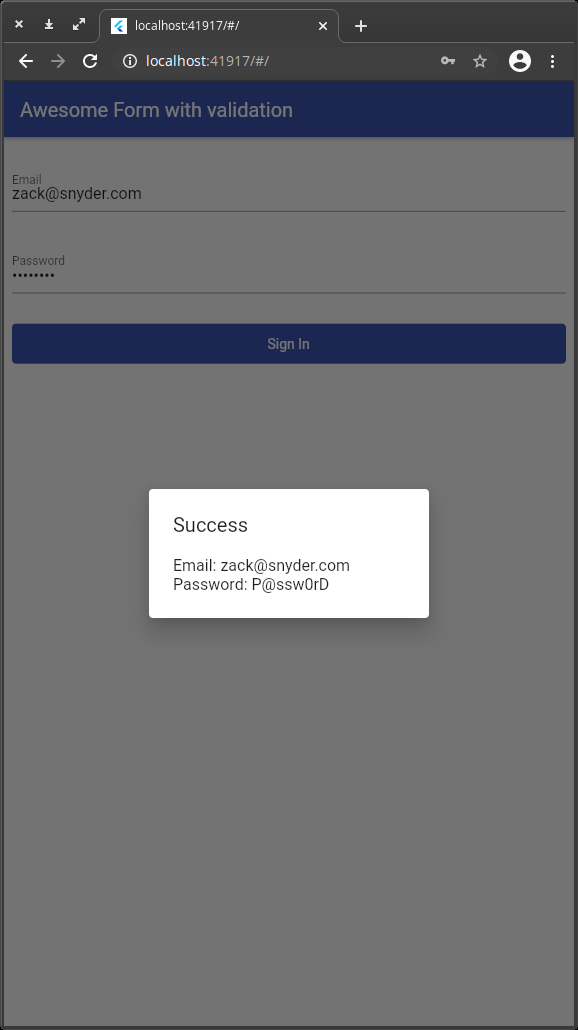 localhost:41917/#/
localhost:41917/#/
Awesome Form with validation
Email
zack@snyder.com
Password
••••••••
Sign In
Success
Email: zack@snyder.com
Password: P@ssw0rD